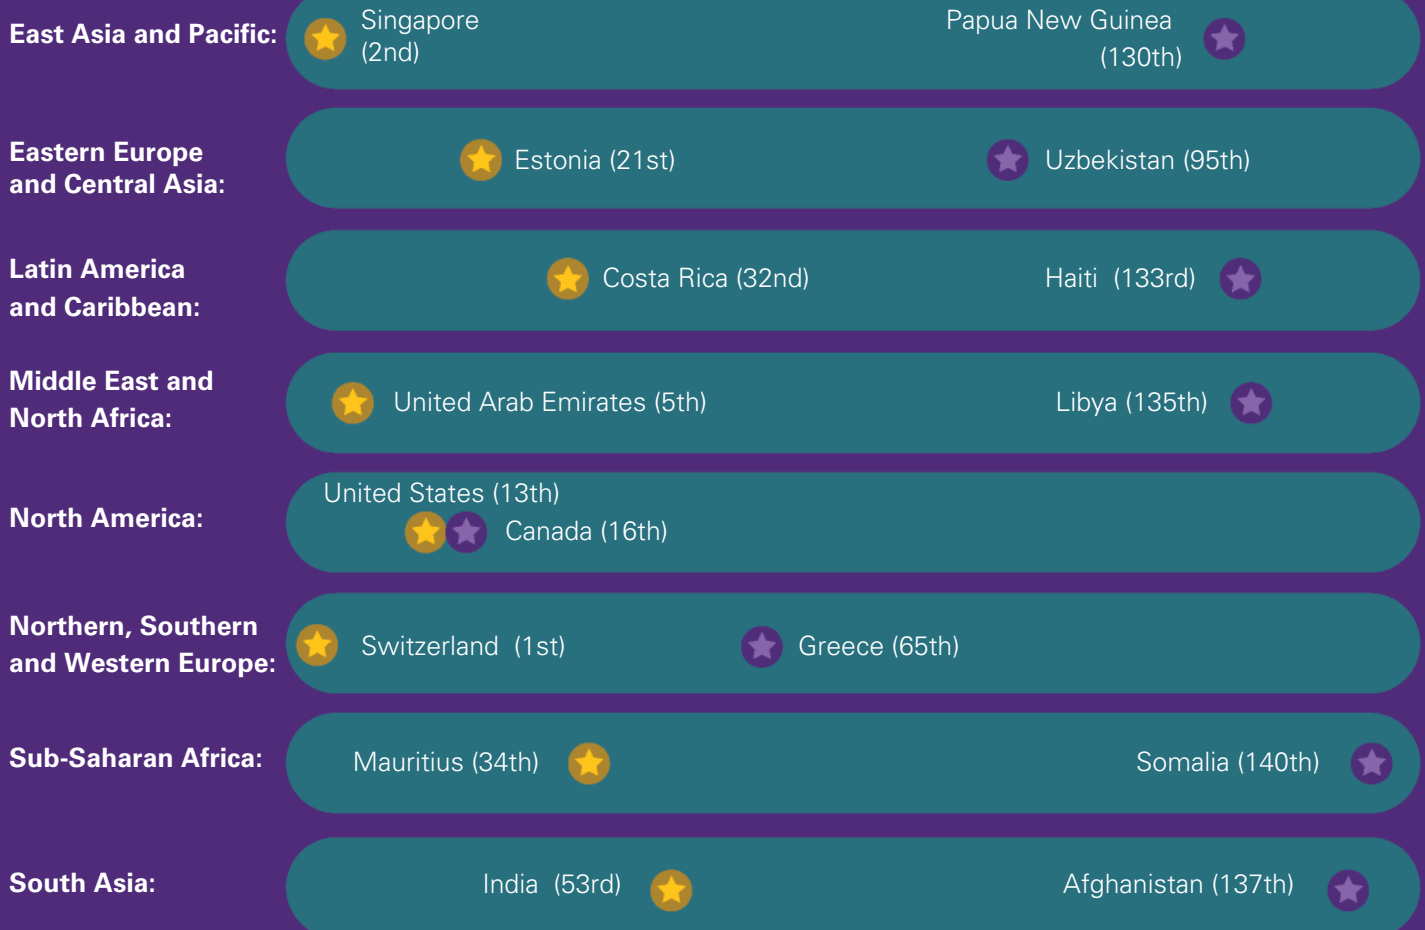 East Asia and Pacific:
Singapore
(2nd)
Papua New Guinea
(130th)
Eastern Europe
and Central Asia:
Estonia (21st)
Uzbekistan (95th)
Latin America
and Caribbean:
Costa Rica (32nd)
Haiti (133rd)
Middle East and
North Africa:
United Arab Emirates (5th)
Libya (135th)
North America:
United States (13th)
Canada (16th)
Northern, Southern
and Western Europe:
Switzerland (1st)
Greece (65th)
Sub-Saharan Africa:
Mauritius (34th)
Somalia (140th)
South Asia:
India (53rd)
Afghanistan (137th)